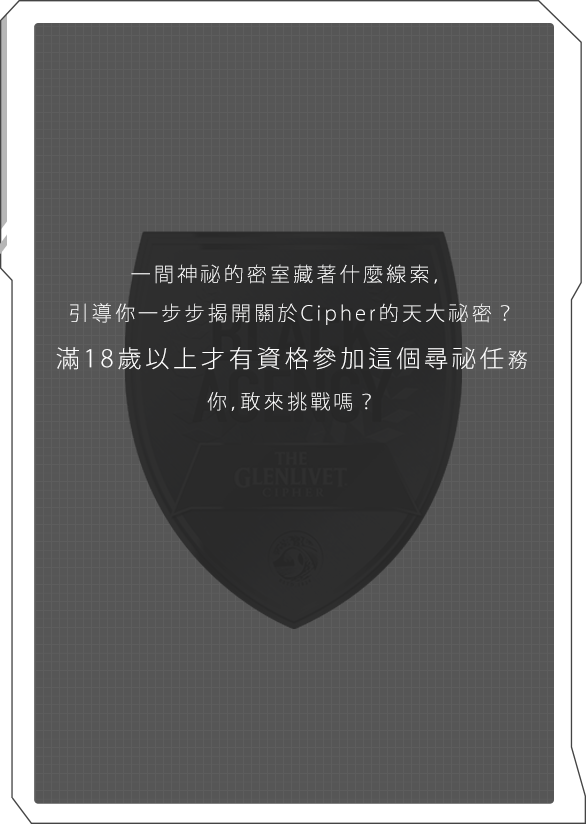 一間神祕的密室藏著什麼線索,
引導你一步步揭開關於Cipher的天大祕密？
滿18歲以上才有資格參加這個尋祕任務
你,敢來挑戰嗎？
AGENCY
THE
GLENLIVET
CIPHER